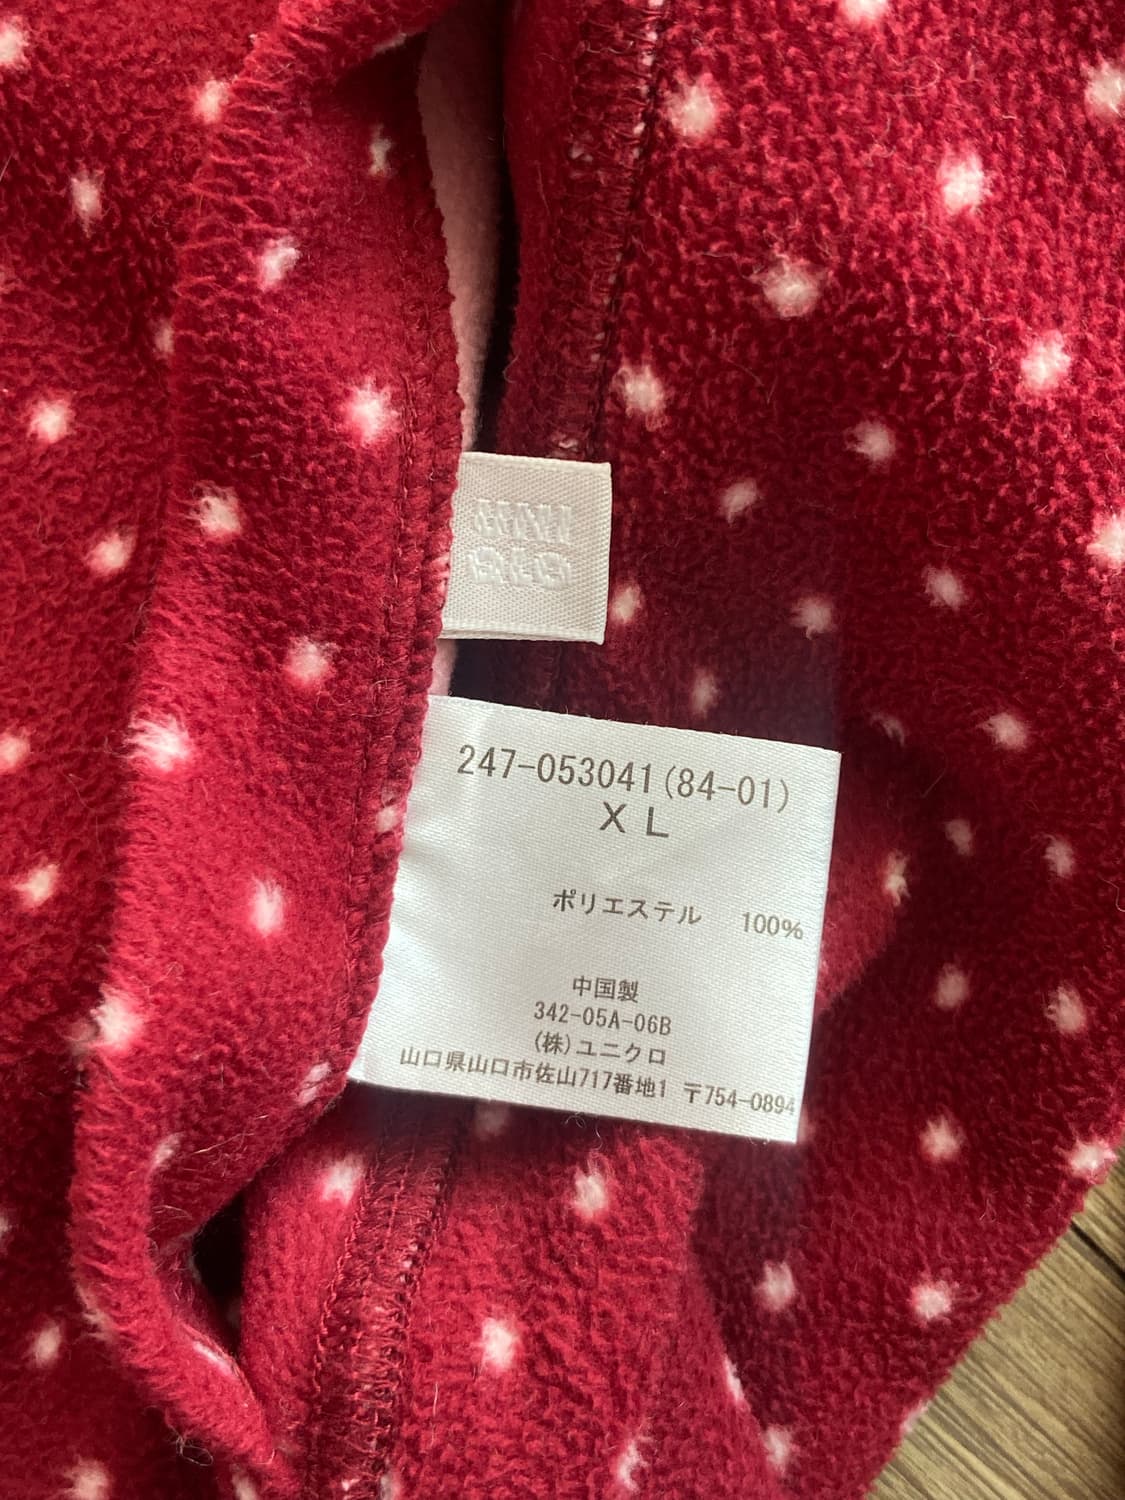 247-053041(84-01)
XL
ポリエステル 100%
中国製
342-05A-06B
(株)ユニクロ
山口県山口市佐山717番地1 〒754-0894